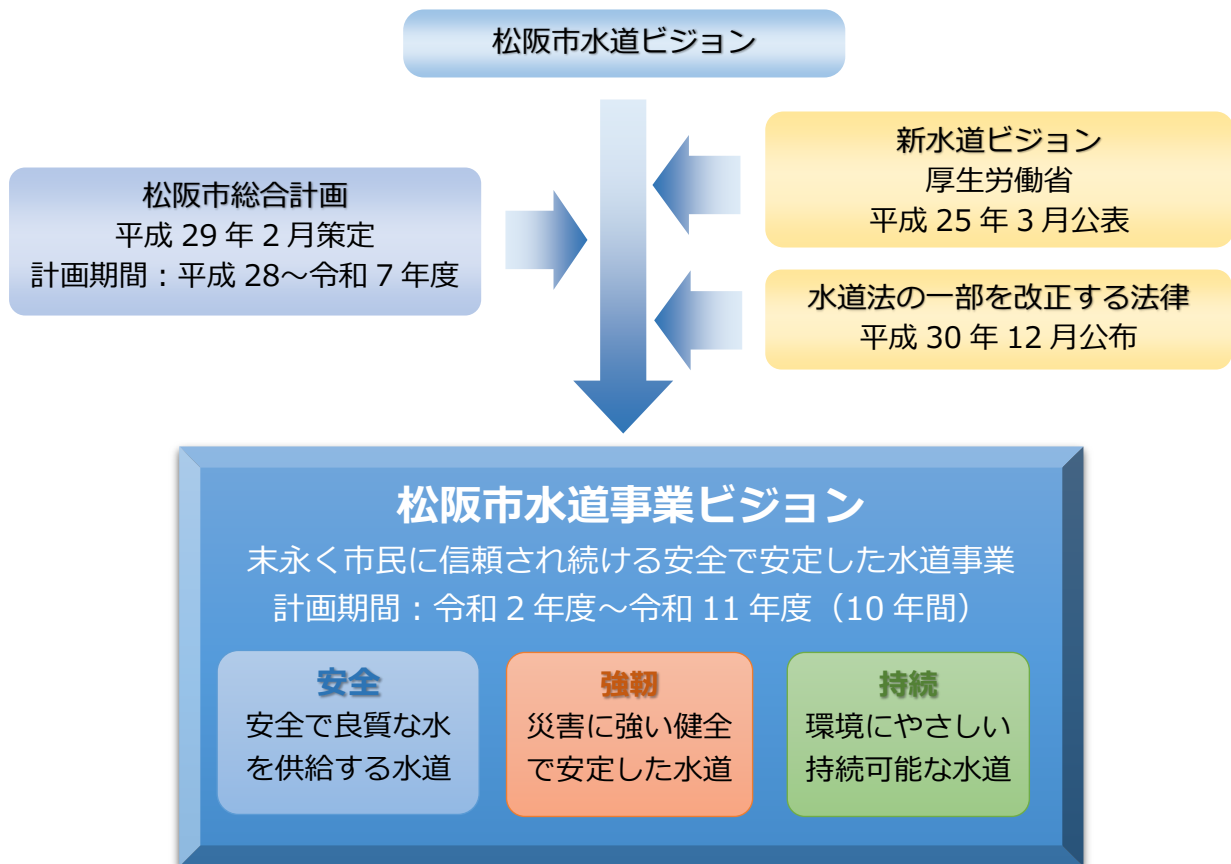 松阪市水道ビジョン
新水道ビジョン
厚生労働省
平成 25 年 3 月公表
松阪市総合計画
平成 29 年 2 月策定
計画期間：平成 28～令和 7 年度
水道法の一部を改正する法律
平成 30 年 12 月公布
松阪市水道事業ビジョン
末永く市民に信頼され続ける安全で安定した水道事業
計画期間：令和 2 年度～令和 11 年度（10 年間）
安全
安全で良質な水
を供給する水道
強靭
災害に強い健全
で安定した水道
持続
環境にやさしい
持続可能な水道